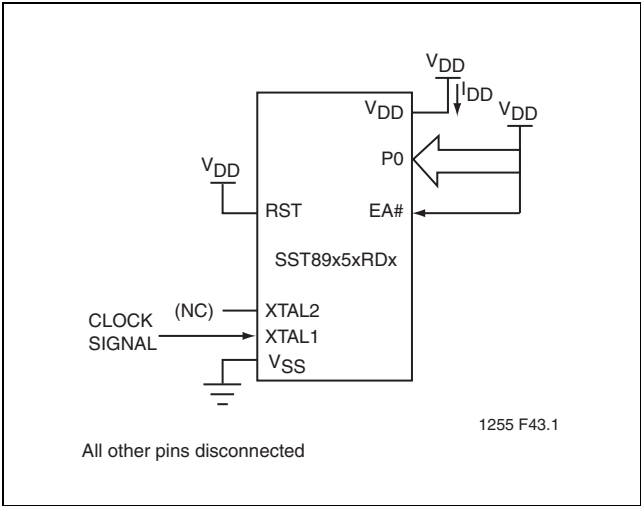 VDD
IDD
VDD
VDD
P0
VDD
RST
EA#
SST89x5xRDx
(NC)
XTAL2
CLOCK
SIGNAL
XTAL1
VSS
1255 F43.1
All other pins disconnected